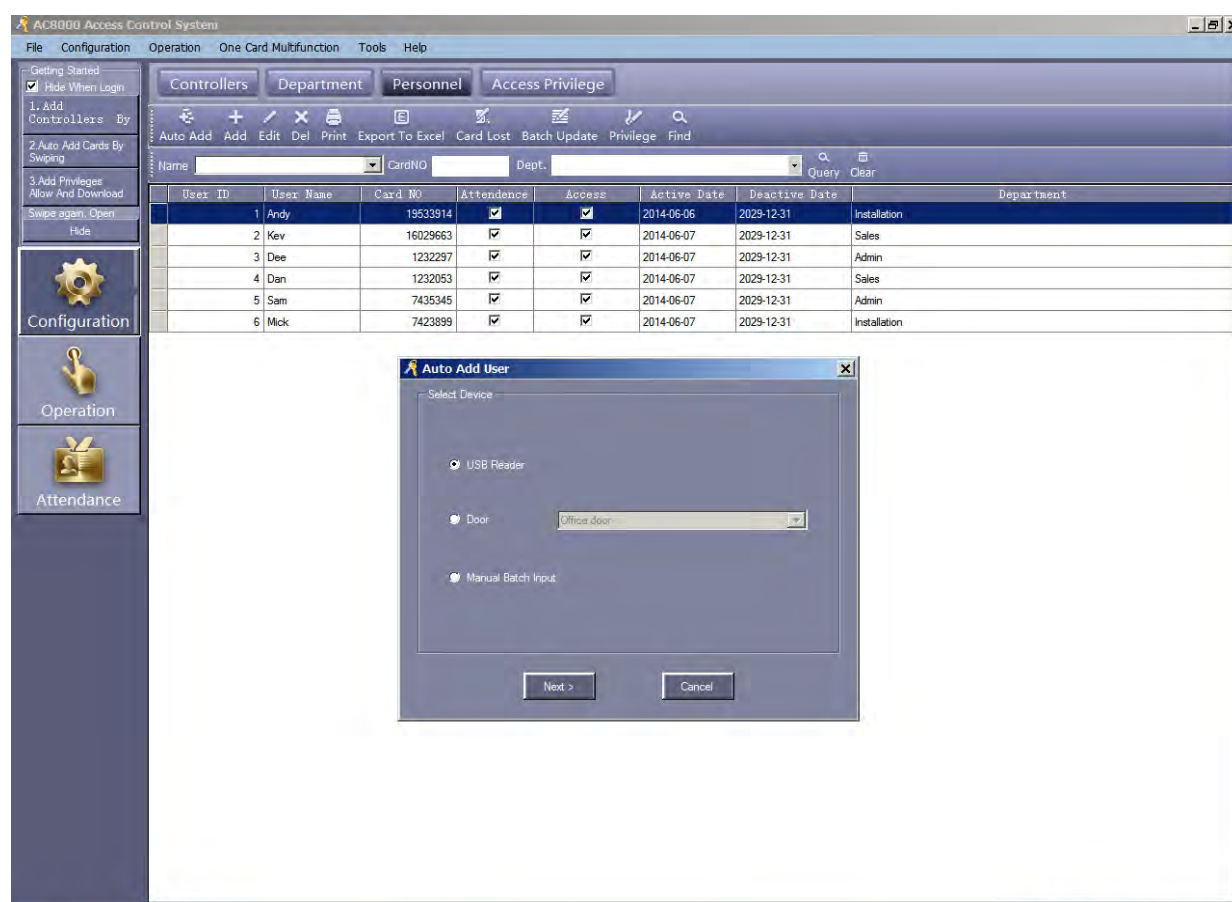 AC8000 Access Control System
File Configuration Operation One Card Multifunction Tools Help
Getting Started
Hide When Login
1.Add
Controllers By
2.Auto Add Cards By
Swiping
3.Add Privileges
Allow And Download
Swipe again, Open
Hide
Configuration
Operation
Attendance
Controllers Department Personnel Access Privilege
Auto Add Add Edit Del Print Export To Excel Card Lost Batch Update Privilege Find
Name CardNO Dept. Query Clear
User ID User Name Card NO Attendence Access Active Date Deactive Date Department
1 Andy 19533914 2014-06-06 2029-12-31 Installation
2 Kev 16029663 2014-06-07 2029-12-31 Sales
3 Dee 1232297 2014-06-07 2029-12-31 Admin
4 Dan 1232053 2014-06-07 2029-12-31 Sales
5 Sam 7435345 2014-06-07 2029-12-31 Admin
6 Mick 7423899 2014-06-07 2029-12-31 Installation
Auto Add User
Select Device
USB Reader
Door Office door
Manual Batch Input
Next > Cancel